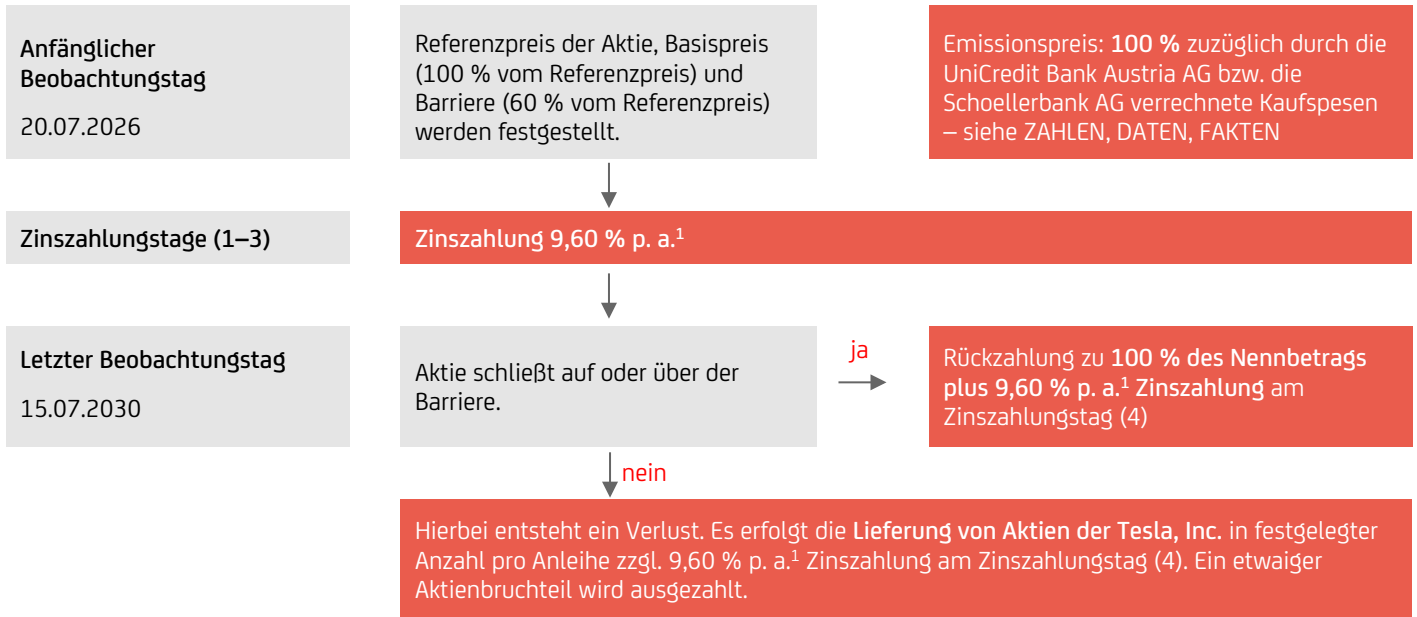 Anfänglicher
Beobachtungstag
20.07.2026
Referenzpreis der Aktie, Basispreis
(100 % vom Referenzpreis) und
Barriere (60 % vom Referenzpreis)
werden festgestellt.
Emissionspreis: 100 % zuzüglich durch die
UniCredit Bank Austria AG bzw. die
Schoellerbank AG verrechnete Kaufspesen
– siehe ZAHLEN, DATEN, FAKTEN
Zinszahlungstage (1–3)
Zinszahlung 9,60 % p. a.¹
Letzter Beobachtungstag
15.07.2030
Aktie schließt auf oder über der
Barriere.
ja
Rückzahlung zu 100 % des Nennbetrags
plus 9,60 % p. a.¹ Zinszahlung am
Zinszahlungstag (4)
nein
Hierbei entsteht ein Verlust. Es erfolgt die Lieferung von Aktien der Tesla, Inc. in festgelegter
Anzahl pro Anleihe zzgl. 9,60 % p. a.¹ Zinszahlung am Zinszahlungstag (4). Ein etwaiger
Aktienbruchteil wird ausgezahlt.